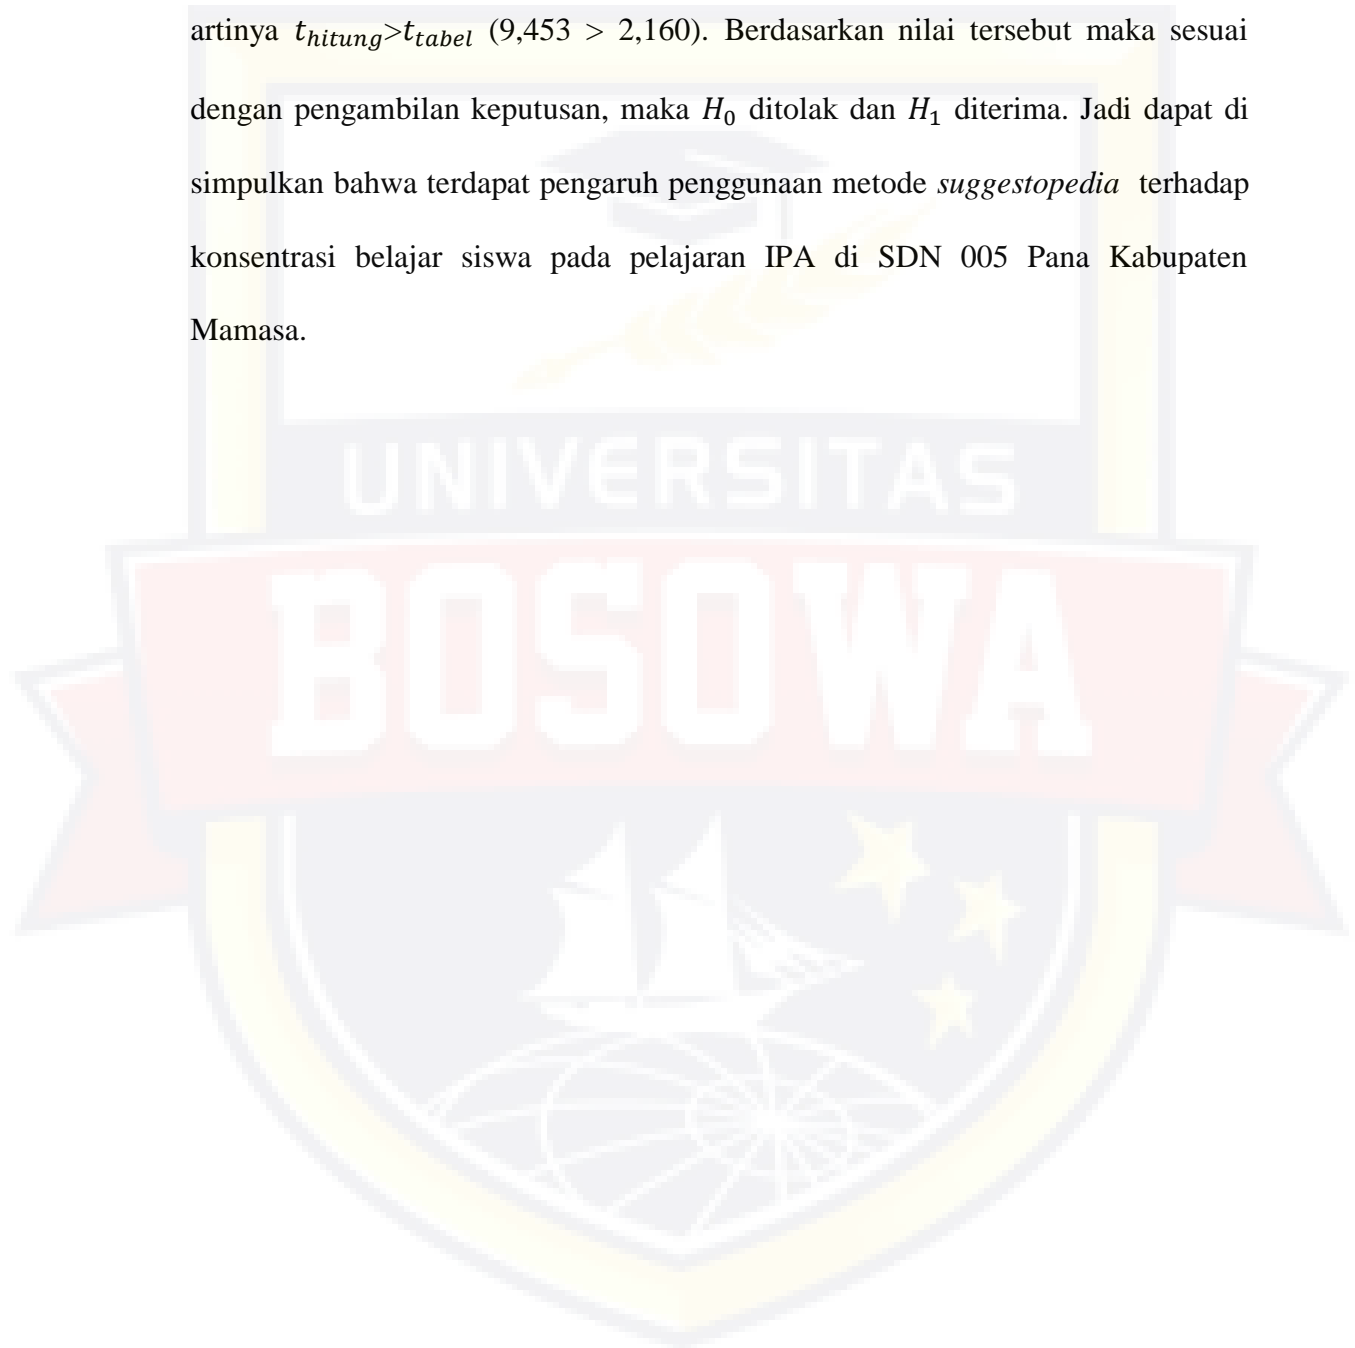 artinya t_hitung>t_tabel (9,453 > 2,160). Berdasarkan nilai tersebut maka sesuai
dengan pengambilan keputusan, maka H₀ ditolak dan H₁ diterima. Jadi dapat di
simpulkan bahwa terdapat pengaruh penggunaan metode suggestopedia terhadap
konsentrasi belajar siswa pada pelajaran IPA di SDN 005 Pana Kabupaten
Mamasa.
UNIVERSITAS
BOSOWA